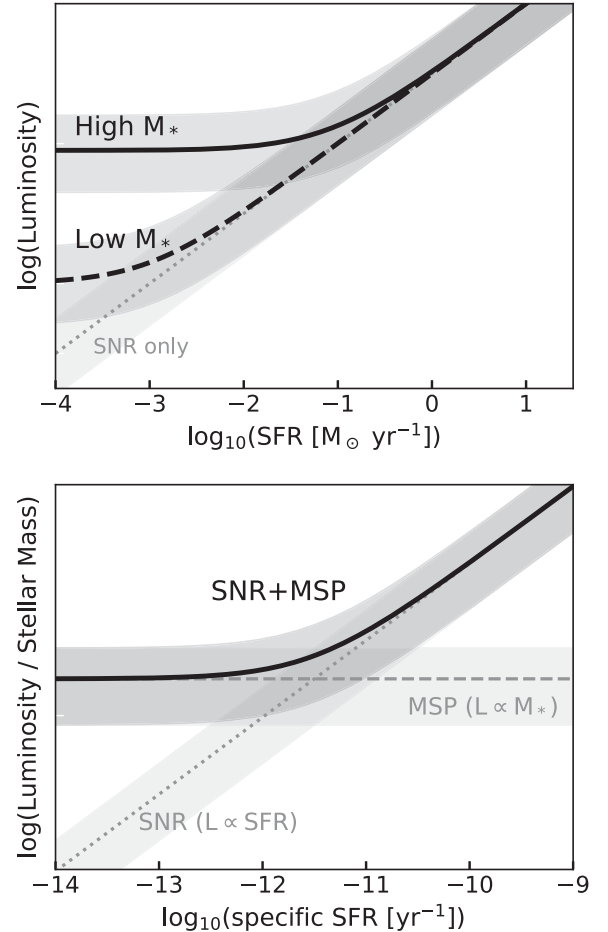 log(Luminosity)
High M*
Low M*
SNR only
−4 −3 −2 −1 0 1
log₁₀(SFR [M⊙ yr⁻¹])
log(Luminosity / Stellar Mass)
SNR+MSP
MSP (L ∝ M*)
SNR (L ∝ SFR)
−14 −13 −12 −11 −10 −9
log₁₀(specific SFR [yr⁻¹])